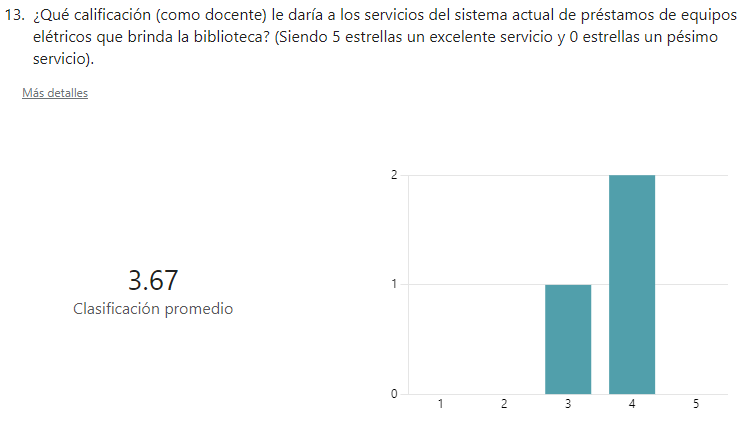 13. ¿Qué calificación (como docente) le daría a los servicios del sistema actual de préstamos de equipos
elétricos que brinda la biblioteca? (Siendo 5 estrellas un excelente servicio y 0 estrellas un pésimo
servicio).
Más detalles
3.67
Clasificación promedio
2
1
0
1 2 3 4 5